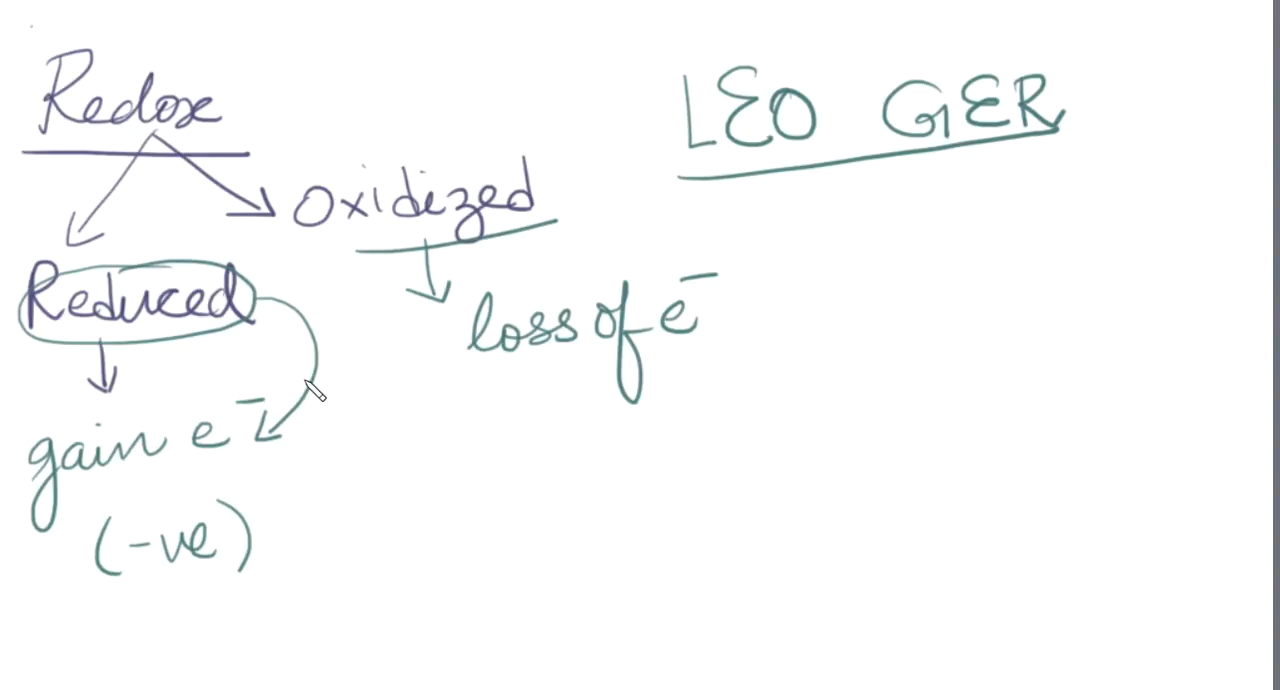 Redox
LEO GER
Oxidized
Reduced
loss of e⁻
gain e⁻
(-ve)